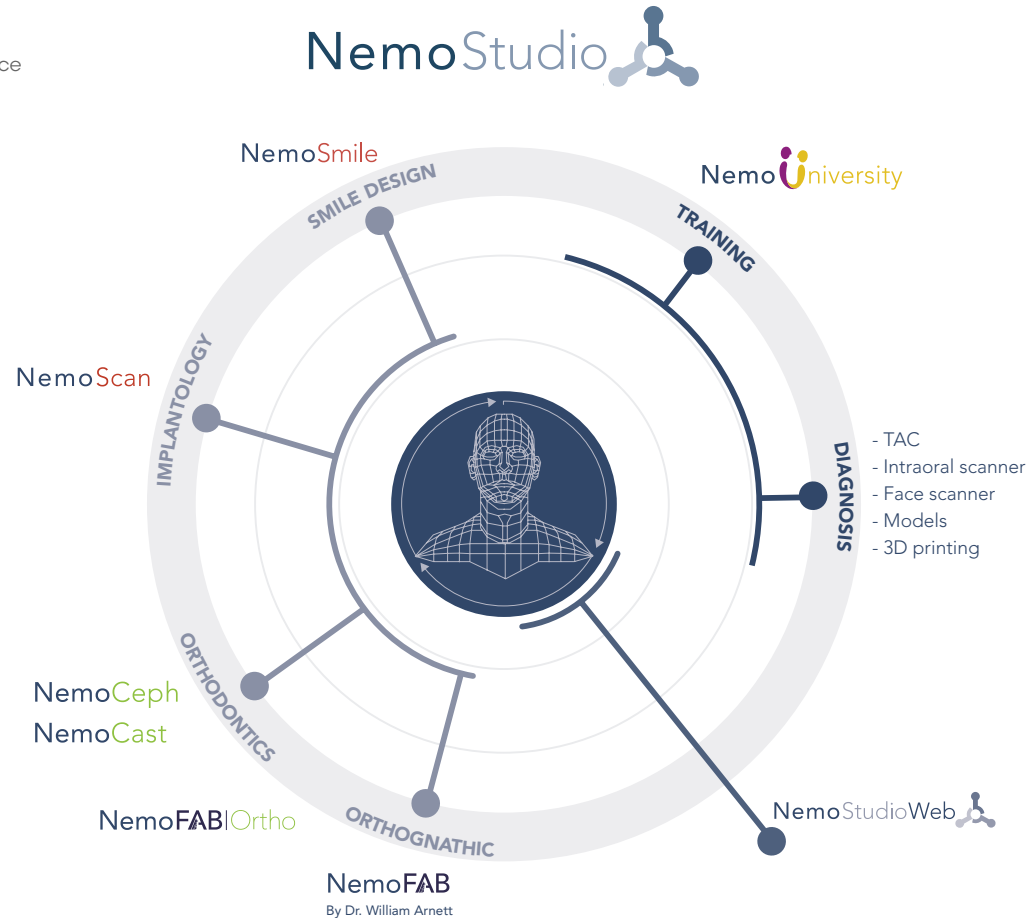 NemoStudio
ce
NemoSmile
SMILE DESIGN
NemoUniversity
TRAINING
NemoScan
IMPLANTOLOGY
DIAGNOSIS
- TAC
- Intraoral scanner
- Face scanner
- Models
- 3D printing
ORTHODONTICS
NemoCeph
NemoCast
NemoFAB|Ortho
ORTHOGNATHIC
NemoStudioWeb
NemoFAB
By Dr. William Arnett